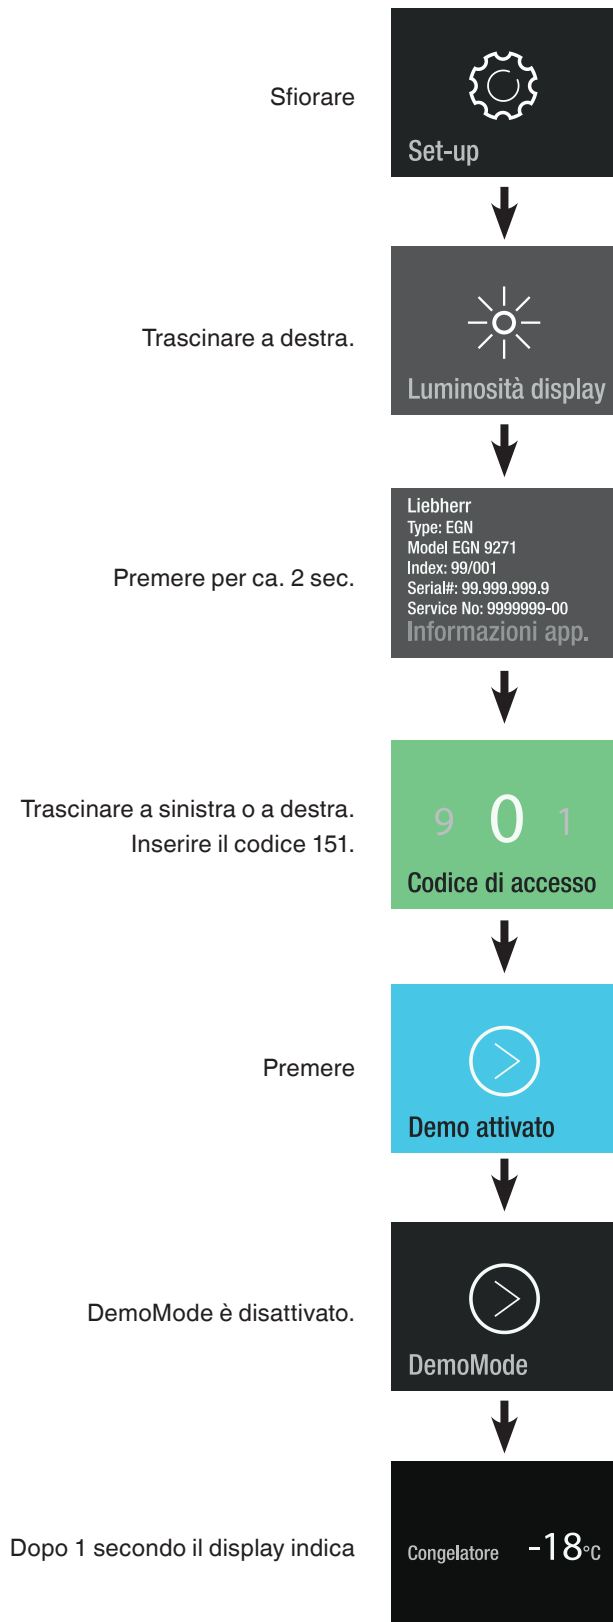 Sfiorare
Set-up
Trascinare a destra.
Luminosità display
Premere per ca. 2 sec.
Liebherr
Type: EGN
Model EGN 9271
Index: 99/001
Serial#: 99.999.999.9
Service No: 9999999-00
Informazioni app.
Trascinare a sinistra o a destra.
Inserire il codice 151.
9 0 1
Codice di accesso
Premere
Demo attivato
DemoMode è disattivato.
DemoMode
Dopo 1 secondo il display indica
Congelatore -18°C